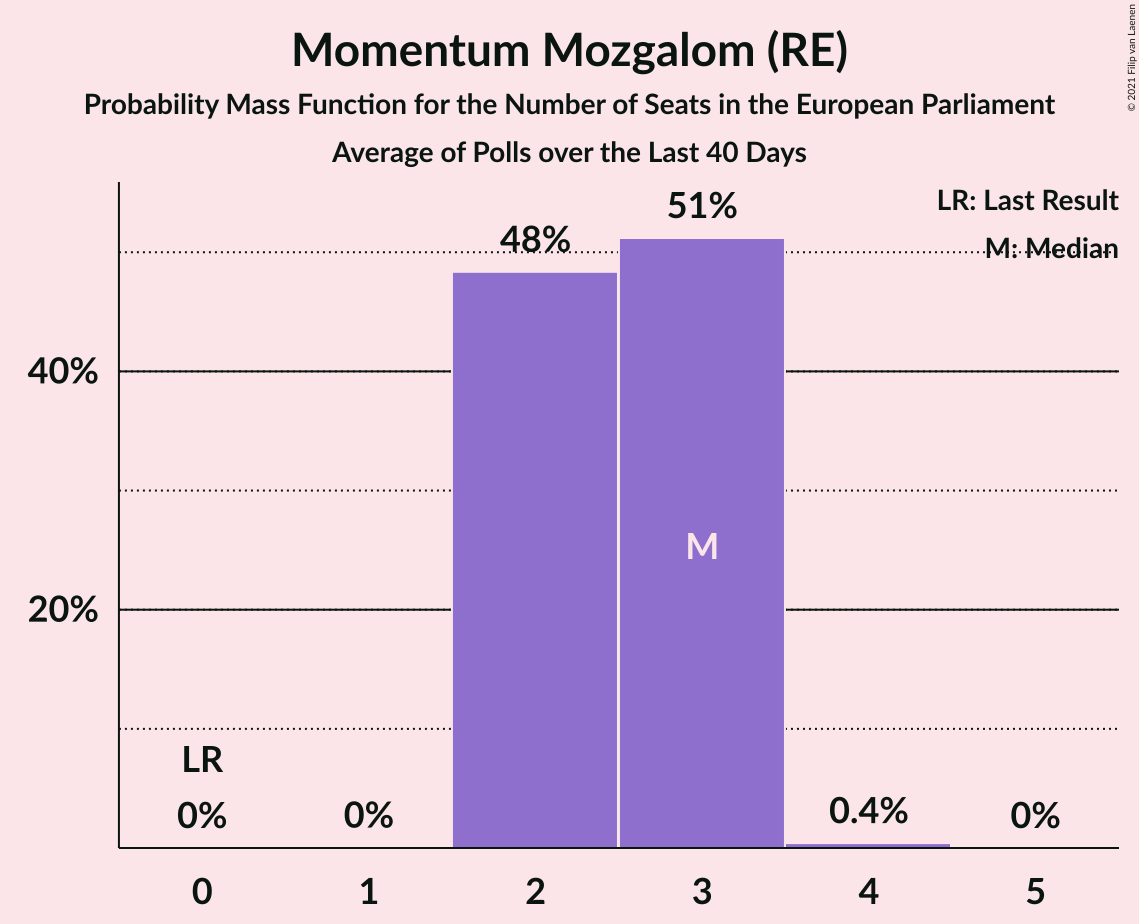 Momentum Mozgalom (RE)
Probability Mass Function for the Number of Seats in the European Parliament
Average of Polls over the Last 40 Days
© 2021 Filip van Laenen
LR: Last Result
M: Median
51%
48%
40%
M
20%
LR
0%
0%
0.4%
0%
0 1 2 3 4 5